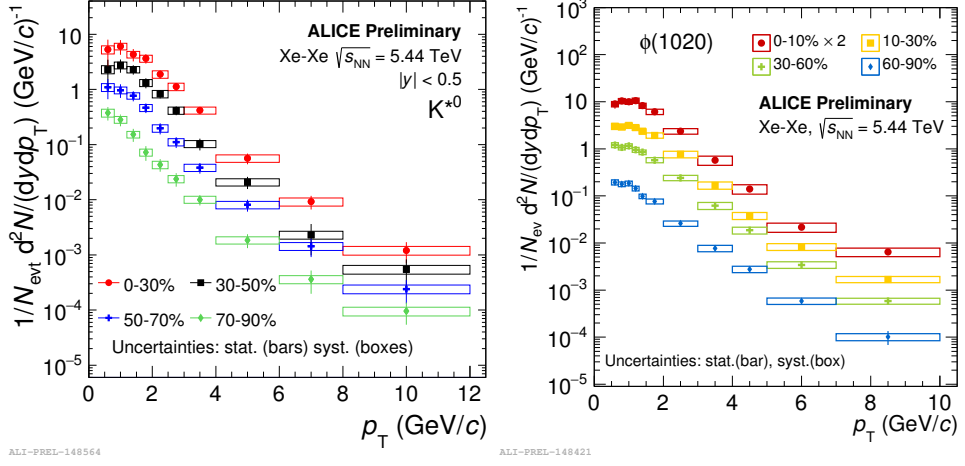 ALICE Preliminary
Xe-Xe √sNN = 5.44 TeV
|y| < 0.5
K*0
1/Nevt d²N/(dydpT) (GeV/c)⁻¹
10
1
10⁻¹
10⁻²
10⁻³
10⁻⁴
10⁻⁵
0-30%
30-50%
50-70%
70-90%
Uncertainties: stat. (bars) syst. (boxes)
0 2 4 6 8 10 12
pT (GeV/c)
ALI-PREL-148564
ϕ(1020)
0-10% × 2
10-30%
30-60%
60-90%
ALICE Preliminary
Xe-Xe, √sNN = 5.44 TeV
1/Nev d²N/(dydpT) (GeV/c)⁻¹
10³
10²
10
1
10⁻¹
10⁻²
10⁻³
10⁻⁴
10⁻⁵
Uncertainties: stat.(bar), syst.(box)
0 2 4 6 8 10
pT (GeV/c)
ALI-PREL-148421